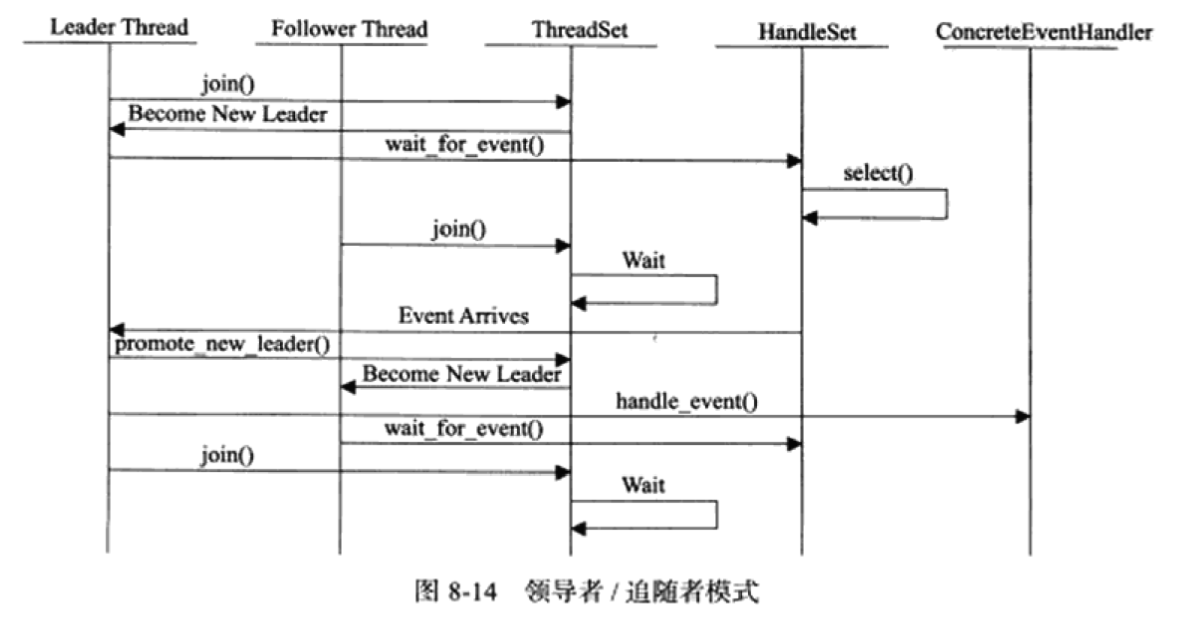 Leader Thread Follower Thread ThreadSet HandleSet ConcreteEventHandler
join()
Become New Leader
wait_for_event()
select()
join()
Wait
Event Arrives
promote_new_leader()
Become New Leader
handle_event()
wait_for_event()
join()
Wait
图 8-14 领导者 / 追随者模式